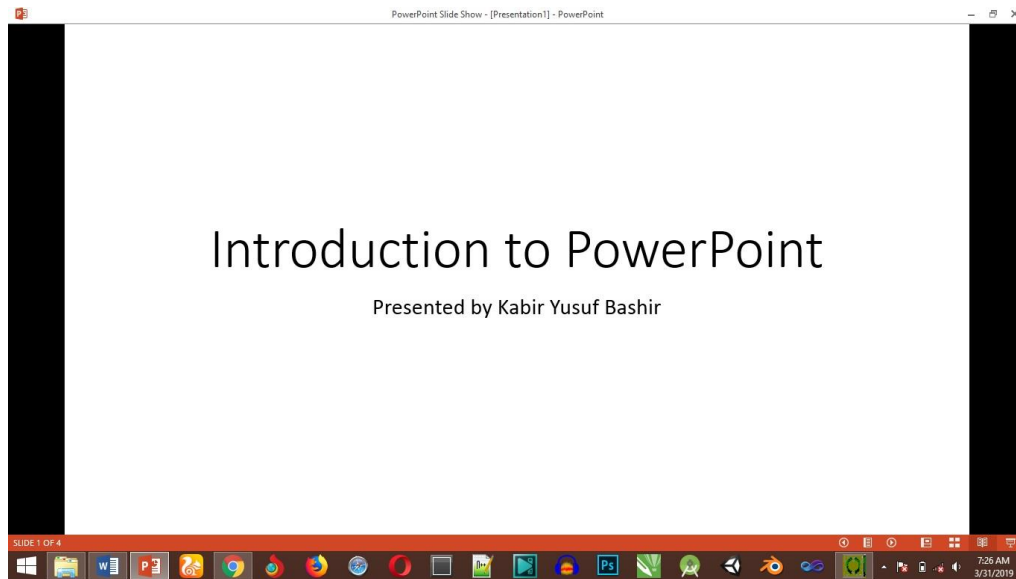 PowerPoint Slide Show - [Presentation1] - PowerPoint
Introduction to PowerPoint
Presented by Kabir Yusuf Bashir
SLIDE 1 OF 4
7:26 AM
3/31/2019